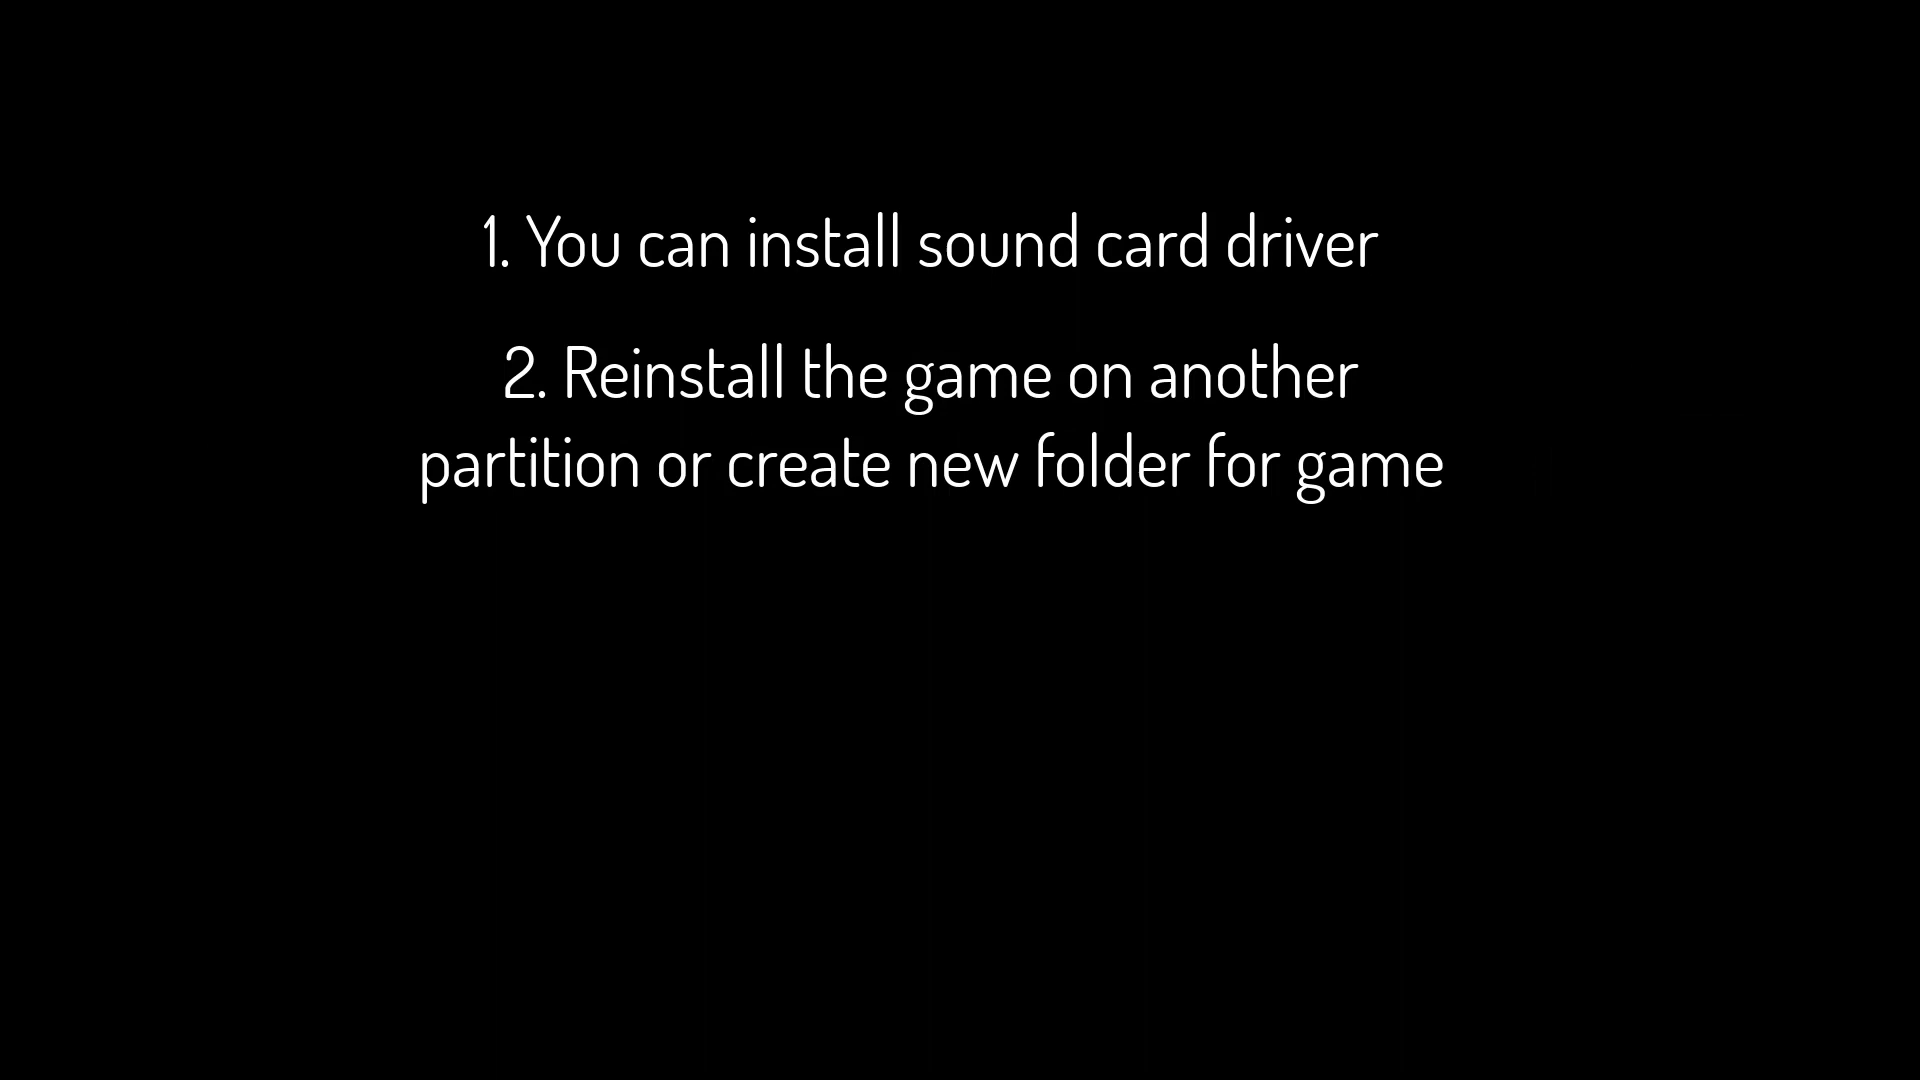 1. You can install sound card driver
2. Reinstall the game on another
partition or create new folder for game